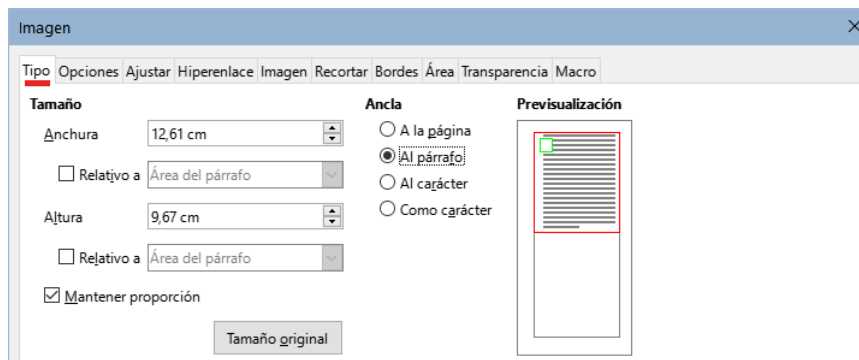 Imagen
Tipo Opciones Ajustar Hiperenlace Imagen Recortar Bordes Área Transparencia Macro
Tamaño
Anchura 12,61 cm
Relativo a Área del párrafo
Altura 9,67 cm
Relativo a Área del párrafo
Mantener proporción
Tamaño original
Ancla
A la página
Al párrafo
Al carácter
Como carácter
Previsualización